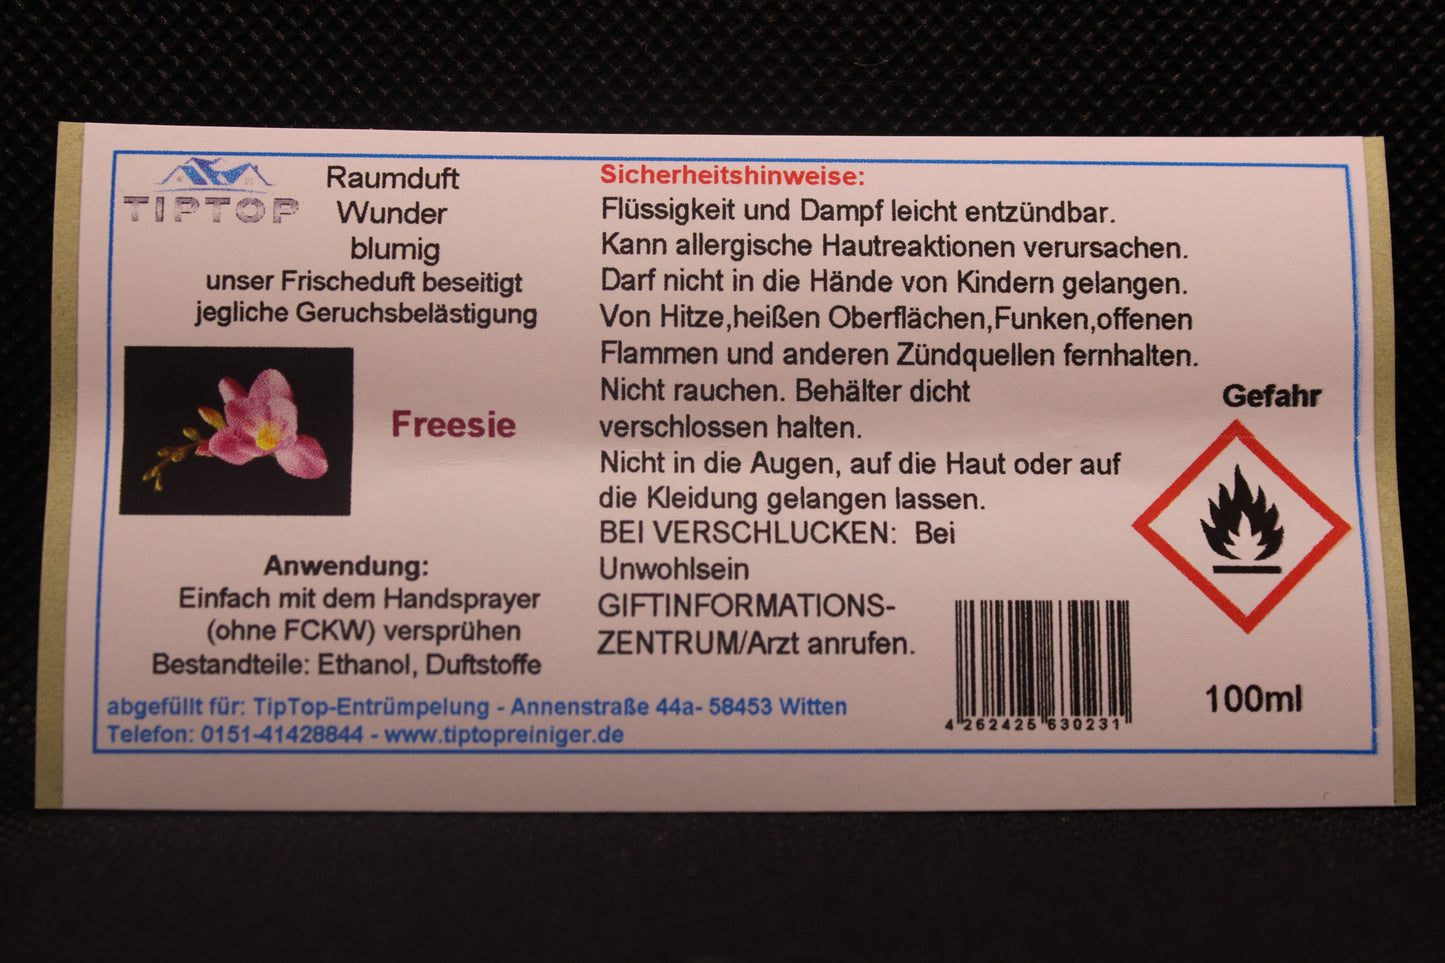 TIPTOP
Raumduft
Wunder
blumig
unser Frischeduft beseitigt
jegliche Geruchsbelästigung
Freesie
Anwendung:
Einfach mit dem Handsprayer
(ohne FCKW) versprühen
Bestandteile: Ethanol, Duftstoffe
Sicherheitshinweise:
Flüssigkeit und Dampf leicht entzündbar.
Kann allergische Hautreaktionen verursachen.
Darf nicht in die Hände von Kindern gelangen.
Von Hitze,heißen Oberflächen,Funken,offenen
Flammen und anderen Zündquellen fernhalten.
Nicht rauchen. Behälter dicht
verschlossen halten.
Nicht in die Augen, auf die Haut oder auf
die Kleidung gelangen lassen.
BEI VERSCHLUCKEN: Bei
Unwohlsein
GIFTINFORMATIONS-
ZENTRUM/Arzt anrufen.
Gefahr
4 262425 630231
100ml
abgefüllt für: TipTop-Entrümpelung - Annenstraße 44a- 58453 Witten
Telefon: 0151-41428844 - www.tiptopreiniger.de